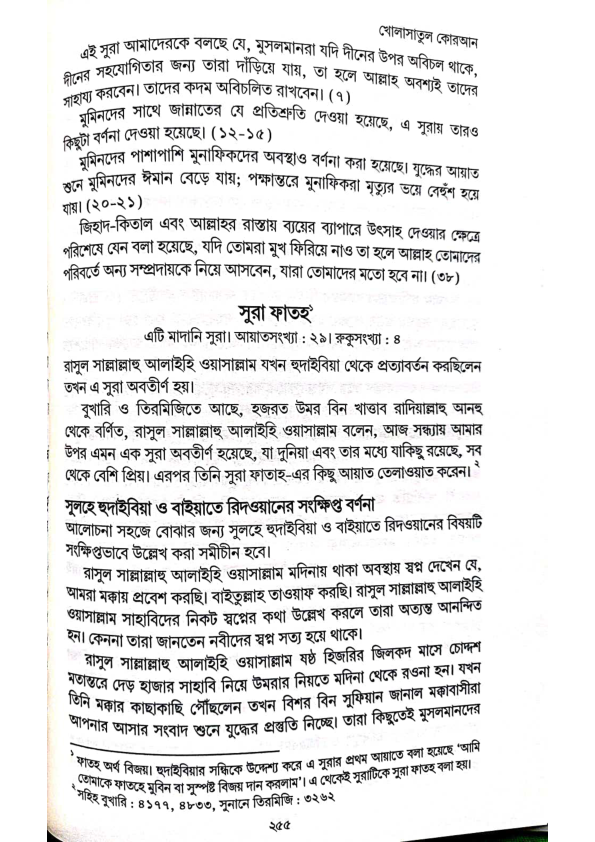 খোলাসাতুল কোরআন
এই সুরা আমাদেরকে বলছে যে, মুসলমানরা যদি দীনের উপর অবিচল থাকে,
দীনের সহযোগিতার জন্য তারা দাঁড়িয়ে যায়, তা হলে আল্লাহ অবশ্যই তাদের
সাহায্য করবেন। তাদের কদম অবিচলিত রাখবেন। (৭)
মুমিনদের সাথে জান্নাতের যে প্রতিশ্রুতি দেওয়া হয়েছে, এ সুরায় তারও
কিছুটা বর্ণনা দেওয়া হয়েছে। (১২-১৫)
মুমিনদের পাশাপাশি মুনাফিকদের অবস্থাও বর্ণনা করা হয়েছে। যুদ্ধের আয়াত
শুনে মুমিনদের ঈমান বেড়ে যায়; পক্ষান্তরে মুনাফিকরা মৃত্যুর ভয়ে বেহুঁশ হয়ে
যায়। (২০-২১)
জিহাদ-কিতাল এবং আল্লাহর রাস্তায় ব্যয়ের ব্যাপারে উৎসাহ দেওয়ার ক্ষেত্রে
পরিশেষে যেন বলা হয়েছে, যদি তোমরা মুখ ফিরিয়ে নাও তা হলে আল্লাহ তোমাদের
পরিবর্তে অন্য সম্প্রদায়কে নিয়ে আসবেন, যারা তোমাদের মতো হবে না। (৩৮)
সুরা ফাতহ১
এটি মাদানি সুরা। আয়াতসংখ্যা : ২৯। রুকুসংখ্যা : ৪
রাসুল সাল্লাল্লাহু আলাইহি ওয়াসাল্লাম যখন হুদাইবিয়া থেকে প্রত্যাবর্তন করছিলেন
তখন এ সুরা অবতীর্ণ হয়।
বুখারি ও তিরমিজিতে আছে, হজরত উমর বিন খাত্তাব রাদিয়াল্লাহু আনহু
থেকে বর্ণিত, রাসুল সাল্লাল্লাহু আলাইহি ওয়াসাল্লাম বলেন, আজ সন্ধ্যায় আমার
উপর এমন এক সুরা অবতীর্ণ হয়েছে, যা দুনিয়া এবং তার মধ্যে যাকিছু রয়েছে, সব
থেকে বেশি প্রিয়। এরপর তিনি সুরা ফাতাহ-এর কিছু আয়াত তেলাওয়াত করেন। ২
সুলহে হুদাইবিয়া ও বাইয়াতে রিদওয়ানের সংক্ষিপ্ত বর্ণনা
আলোচনা সহজে বোঝার জন্য সুলহে হুদাইবিয়া ও বাইয়াতে রিদওয়ানের বিষয়টি
সংক্ষিপ্তভাবে উল্লেখ করা সমীচীন হবে।
রাসুল সাল্লাল্লাহু আলাইহি ওয়াসাল্লাম মদিনায় থাকা অবস্থায় স্বপ্ন দেখেন যে,
আমরা মক্কায় প্রবেশ করছি। বাইতুল্লাহ তাওয়াফ করছি। রাসুল সাল্লাল্লাহু আলাইহি
ওয়াসাল্লাম সাহাবিদের নিকট স্বপ্নের কথা উল্লেখ করলে তারা অত্যন্ত আনন্দিত
হন। কেননা তারা জানতেন নবীদের স্বপ্ন সত্য হয়ে থাকে।
রাসুল সাল্লাল্লাহু আলাইহি ওয়াসাল্লাম ষষ্ঠ হিজরির জিলকদ মাসে চোদ্দশ
মতান্তরে দেড় হাজার সাহাবি নিয়ে উমরার নিয়তে মদিনা থেকে রওনা হন। যখন
তিনি মক্কার কাছাকাছি পৌঁছলেন তখন বিশর বিন সুফিয়ান জানাল মক্কাবাসীরা
আপনার আসার সংবাদ শুনে যুদ্ধের প্রস্তুতি নিচ্ছে। তারা কিছুতেই মুসলমানদের
১ ফাতহ অর্থ বিজয়। হুদাইবিয়ার সন্ধিকে উদ্দেশ্য করে এ সুরার প্রথম আয়াতে বলা হয়েছে 'আমি
তোমাকে ফাতহে মুবিন বা সুস্পষ্ট বিজয় দান করলাম'। এ থেকেই সুরাটিকে সুরা ফাতহ বলা হয়।
২ সহিহ বুখারি : ৪১৭৭, ৪৮৩৩, সুনানে তিরমিজি : ৩২৬২
২৫৫